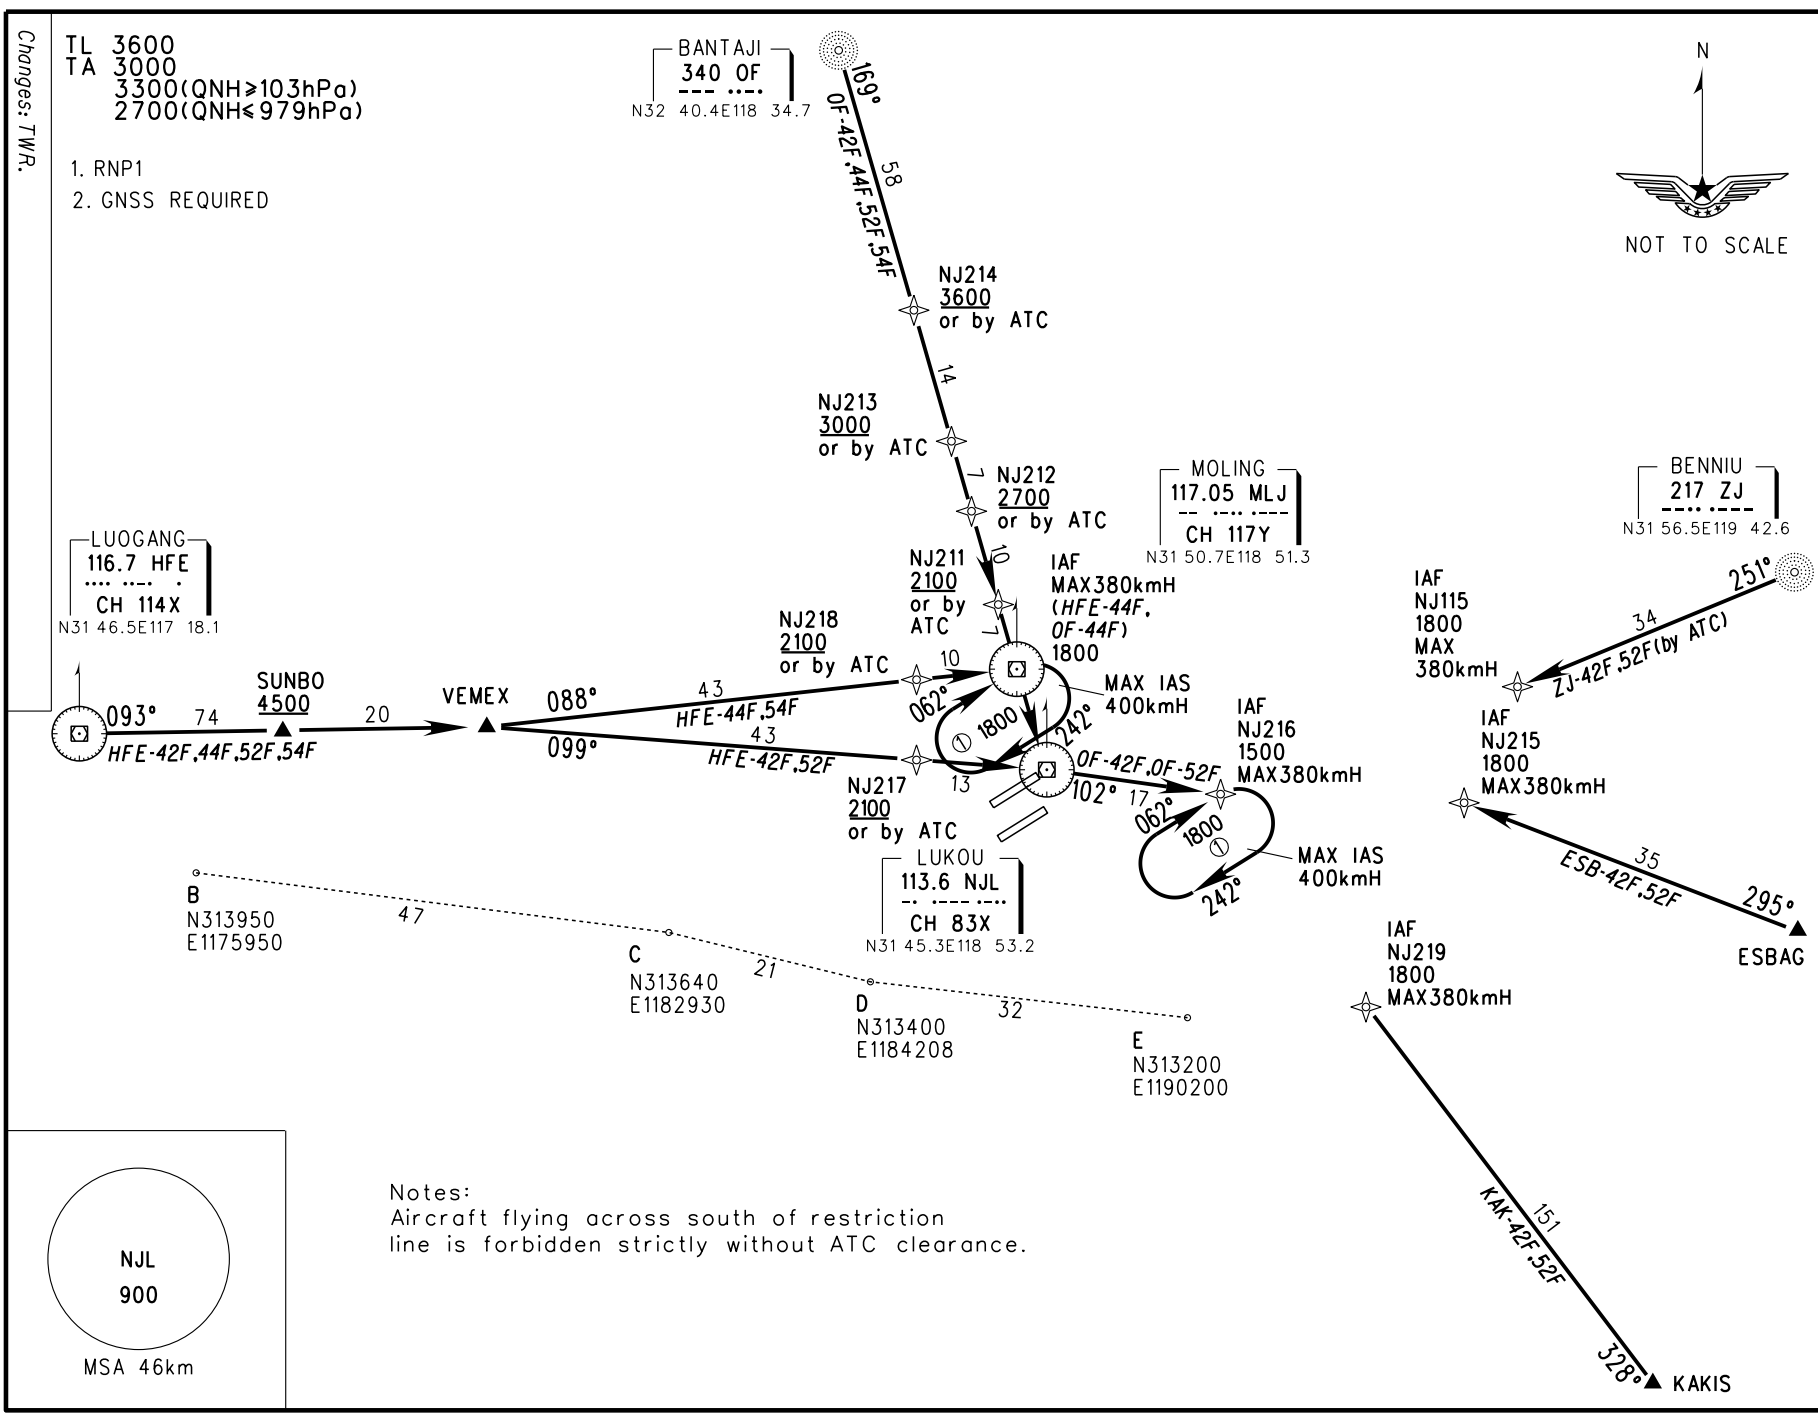 Changes: TWR.
TL 3600
TA 3000
3300(QNH≥103hPa)
2700(QNH≤979hPa)
1. RNP1
2. GNSS REQUIRED
BANTAJI
340 OF
N32 40.4E118 34.7
169°
OF-42F,44F,52F,54F
58
N
NOT TO SCALE
NJ214
3600
or by ATC
14
NJ213
3000
or by ATC
7
NJ212
2700
or by ATC
10
MOLING
117.05 MLJ
CH 117Y
N31 50.7E118 51.3
BENNIU
217 ZJ
N31 56.5E119 42.6
LUOGANG
116.7 HFE
CH 114X
N31 46.5E117 18.1
NJ211
2100
or by
ATC
7
IAF
MAX380kmH
(HFE-44F,
OF-44F)
1800
IAF
NJ115
1800
MAX
380kmH
251°
34
ZJ-42F,52F(by ATC)
NJ218
2100
or by ATC
10
SUNBO
4500
VEMEX
093°
74
20
HFE-42F,44F,52F,54F
088°
43
HFE-44F,54F
099°
43
HFE-42F,52F
062°
1800
1
242°
MAX IAS
400kmH
NJ217
2100
or by ATC
13
OF-42F,OF-52F
102°
17
IAF
NJ216
1500
MAX380kmH
062°
1800
1
242°
MAX IAS
400kmH
IAF
NJ215
1800
MAX380kmH
35
ESB-42F,52F
295°
ESBAG
LUKOU
113.6 NJL
CH 83X
N31 45.3E118 53.2
B
N313950
E1175950
47
C
N313640
E1182930
21
D
N313400
E1184208
32
E
N313200
E1190200
IAF
NJ219
1800
MAX380kmH
151
KAK-42F,52F
328°
KAKIS
NJL
900
MSA 46km
Notes:
Aircraft flying across south of restriction
line is forbidden strictly without ATC clearance.